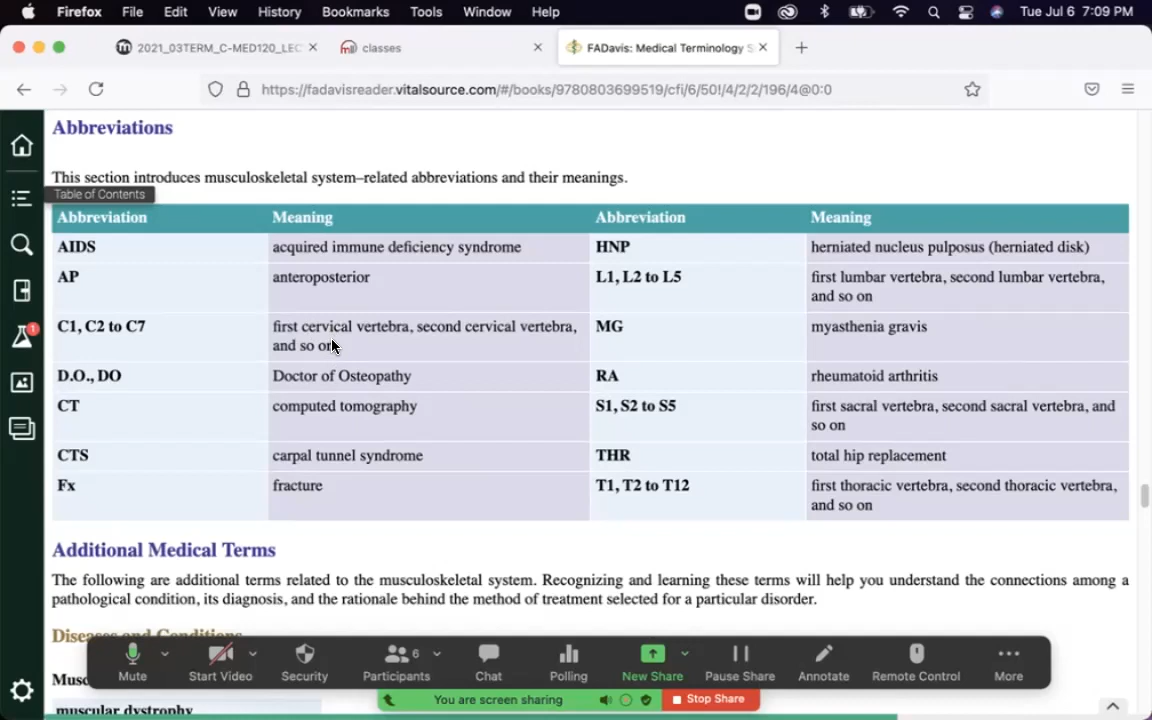 Firefox File Edit View History Bookmarks Tools Window Help Tue Jul 6 7:09 PM
2021_03TERM_C-MED120_LEC classes FADavis: Medical Terminology S
https://fadavisreader.vitalsource.com/#/books/9780803699519/cfi/6/50!/4/2/2/196/4@0:0
Abbreviations
This section introduces musculoskeletal system–related abbreviations and their meanings.
Table of Contents
Abbreviation Meaning Abbreviation Meaning
AIDS acquired immune deficiency syndrome HNP herniated nucleus pulposus (herniated disk)
AP anteroposterior L1, L2 to L5 first lumbar vertebra, second lumbar vertebra,
and so on
C1, C2 to C7 first cervical vertebra, second cervical vertebra, MG myasthenia gravis
and so on
D.O., DO Doctor of Osteopathy RA rheumatoid arthritis
CT computed tomography S1, S2 to S5 first sacral vertebra, second sacral vertebra, and
so on
CTS carpal tunnel syndrome THR total hip replacement
Fx fracture T1, T2 to T12 first thoracic vertebra, second thoracic vertebra,
and so on
1
Additional Medical Terms
The following are additional terms related to the musculoskeletal system. Recognizing and learning these terms will help you understand the connections among a
pathological condition, its diagnosis, and the rationale behind the method of treatment selected for a particular disorder.
Diseases and Conditions
Musc
muscular dystrophy
6
Mute Start Video Security Participants Chat Polling New Share Pause Share Annotate Remote Control More
You are screen sharing Stop Share